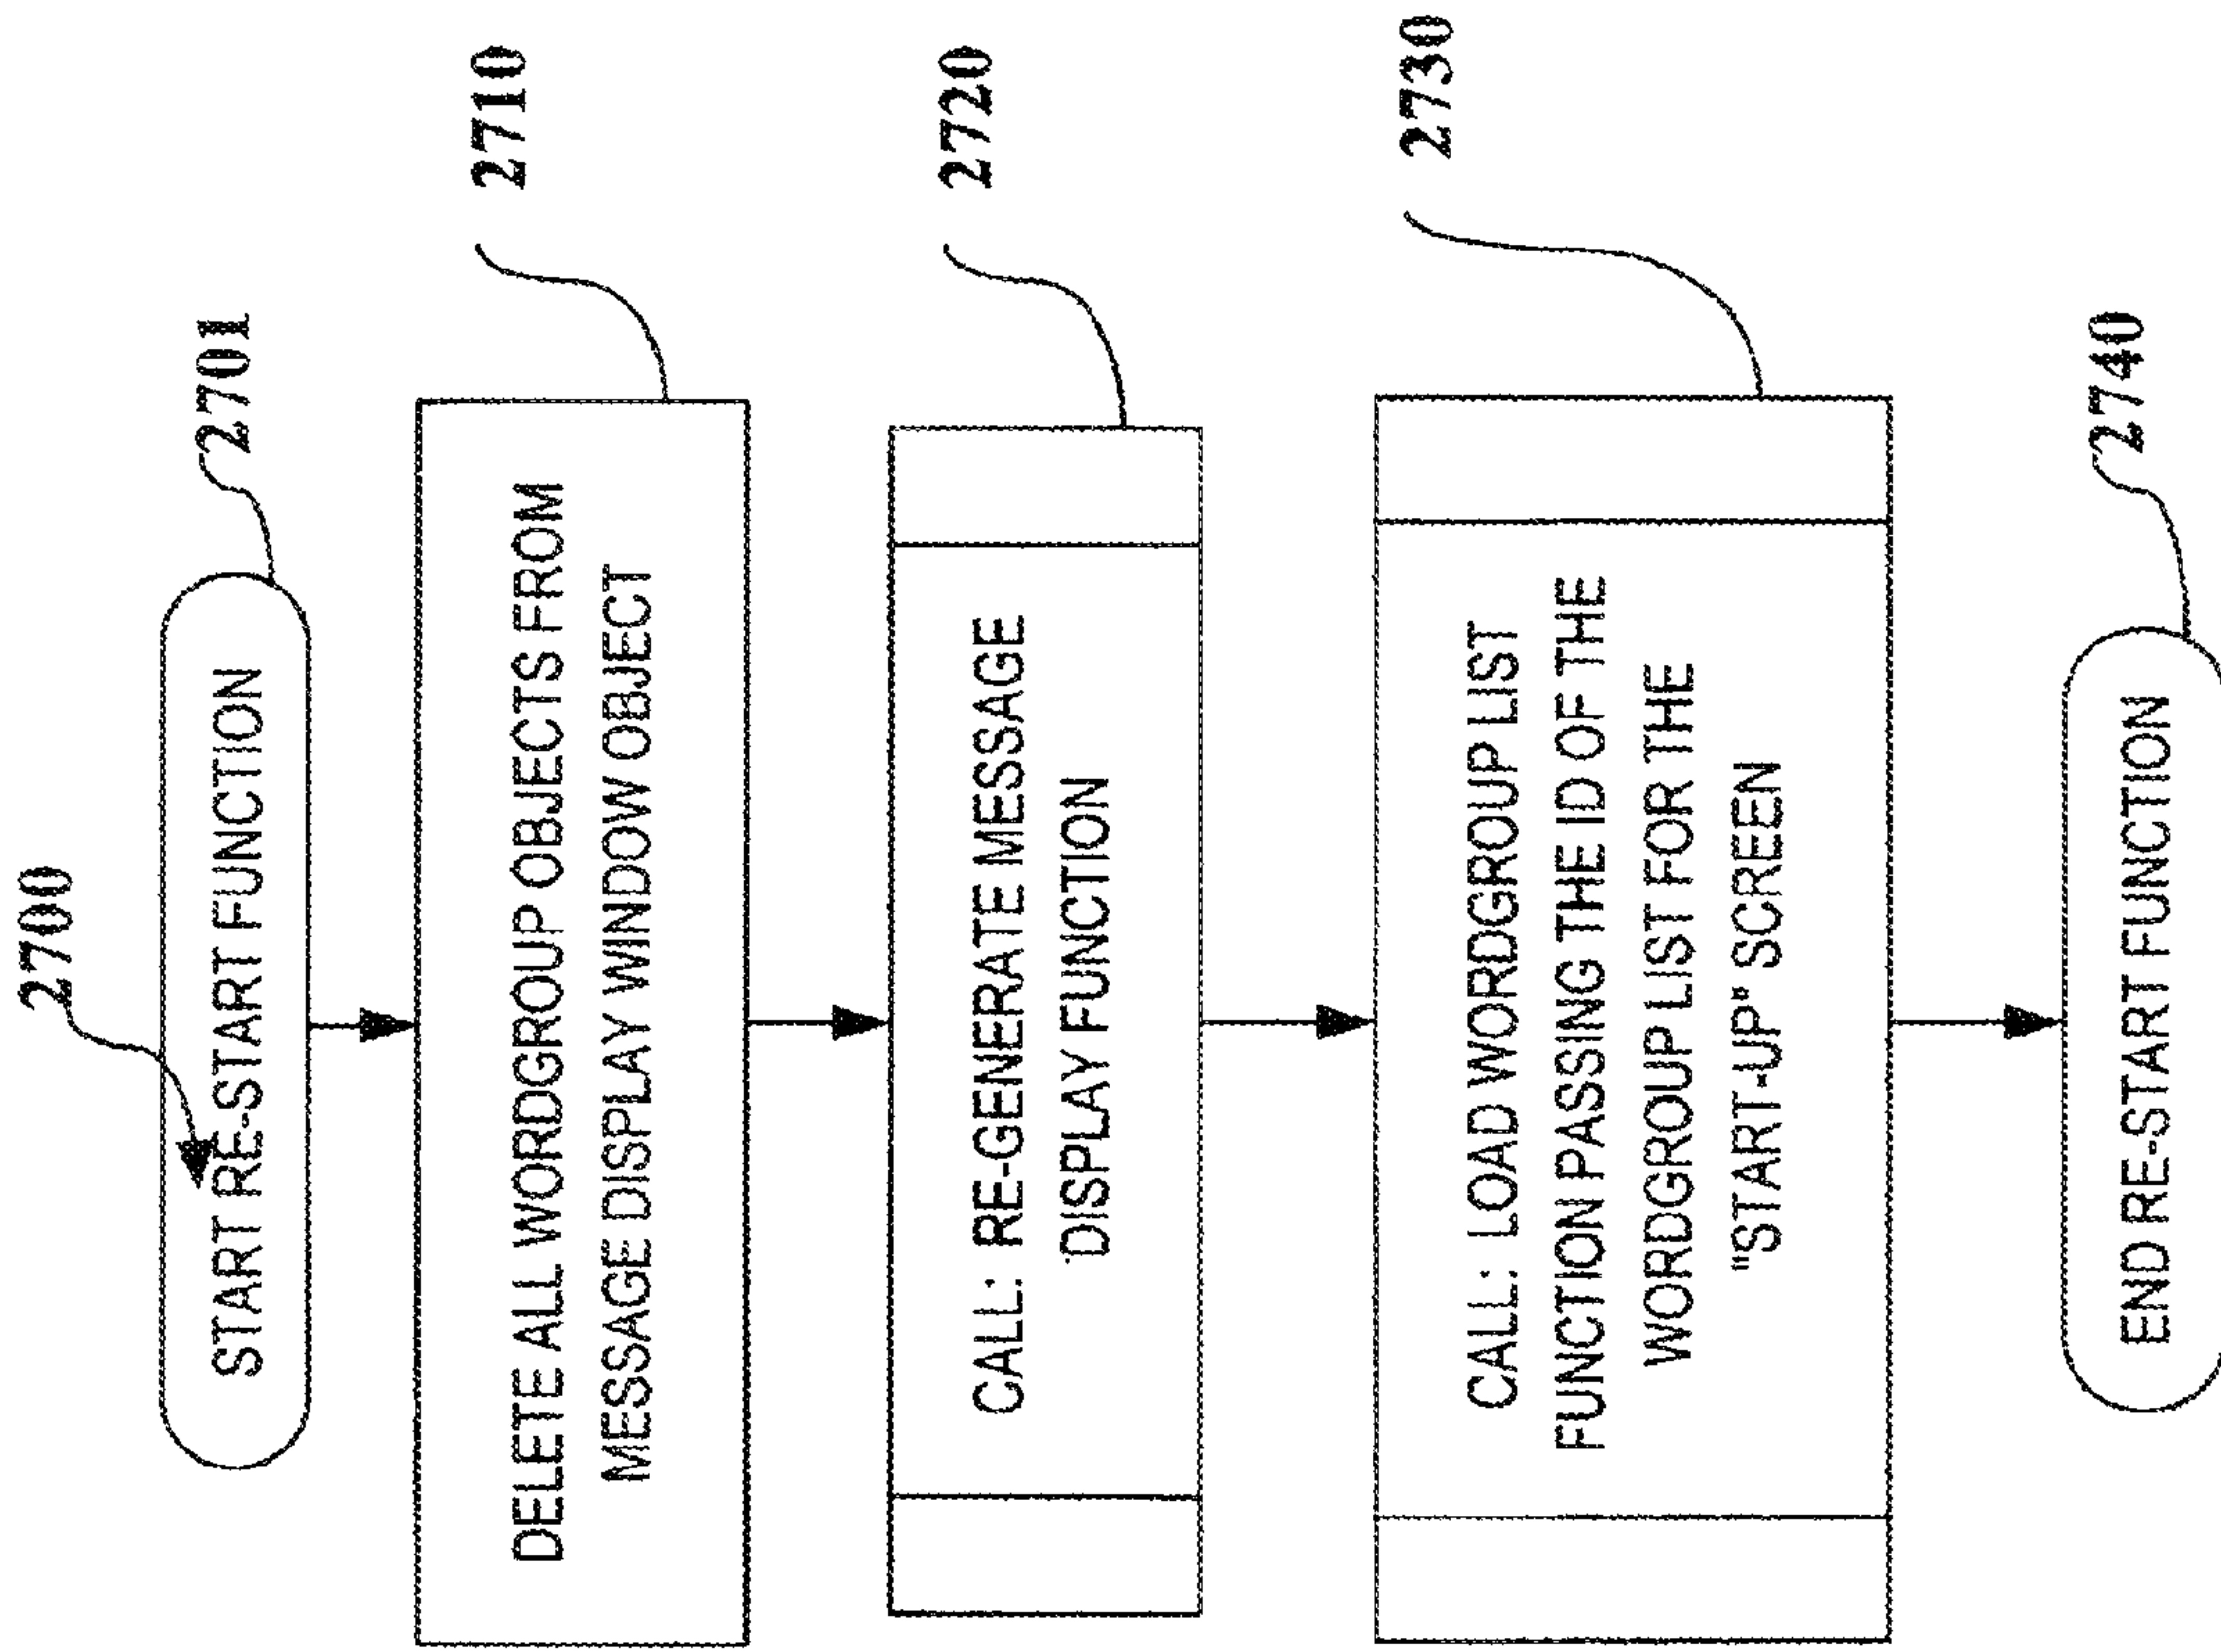 2700
START RE-START FUNCTION
2701
DELETE ALL WORDGROUP OBJECTS FROM
MESSAGE DISPLAY WINDOW OBJECT
2710
CALL: RE-GENERATE MESSAGE
DISPLAY FUNCTION
2720
CALL: LOAD WORDGROUP LIST
FUNCTION PASSING THE ID OF THE
WORDGROUP LIST FOR THE
"START-UP" SCREEN
2730
END RE-START FUNCTION
2740